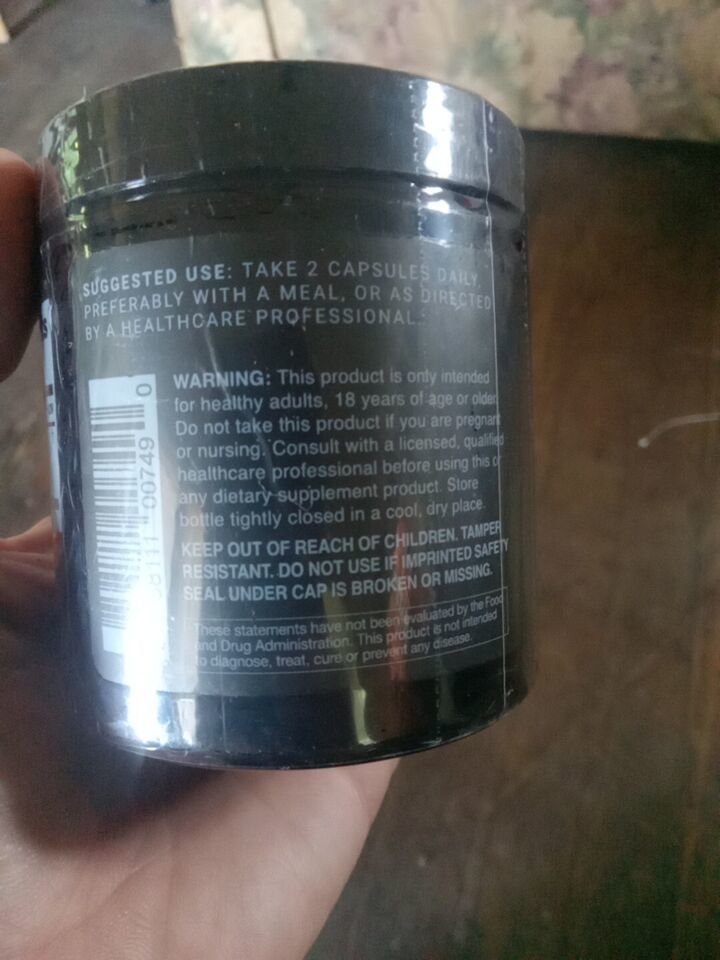 SUGGESTED USE: TAKE 2 CAPSULES DAILY,
PREFERABLY WITH A MEAL, OR AS DIRECTED
BY A HEALTHCARE PROFESSIONAL.
WARNING: This product is only intended
for healthy adults, 18 years of age or older.
Do not take this product if you are pregnant
or nursing. Consult with a licensed, qualified
healthcare professional before using this or
any dietary supplement product. Store
bottle tightly closed in a cool, dry place.
KEEP OUT OF REACH OF CHILDREN. TAMPER
RESISTANT. DO NOT USE IF IMPRINTED SAFETY
SEAL UNDER CAP IS BROKEN OR MISSING.
These statements have not been evaluated by the Food
and Drug Administration. This product is not intended
to diagnose, treat, cure or prevent any disease.
00749 0